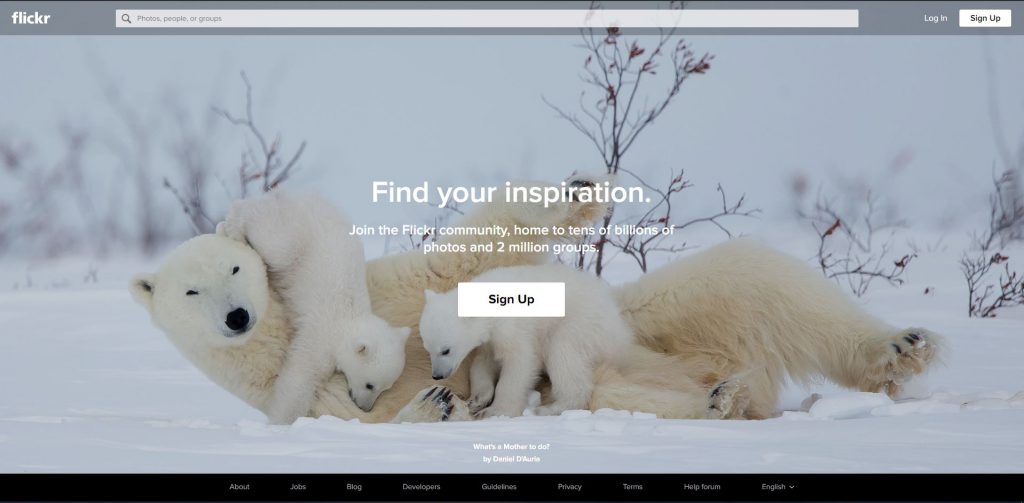 flickr
Photos, people, or groups
Log In
Sign Up
Find your inspiration.
Join the Flickr community, home to tens of billions of
photos and 2 million groups.
Sign Up
What's a Mother to do?
by Daniel D'Auria
About Jobs Blog Developers Guidelines Privacy Terms Help forum English